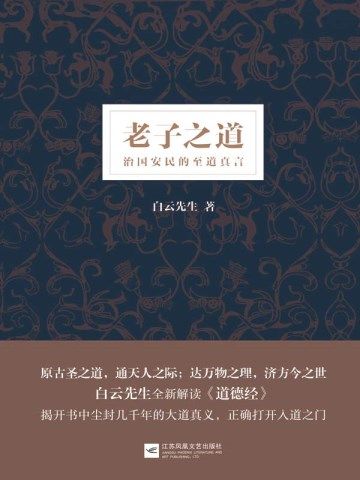 老子之道
治国安民的至道真言
白云先生 著
原古圣之道，通天人之际；达万物之理，济方今之世
白云先生全新解读《道德经》
揭开书中尘封几千年的大道真义，正确打开入道之门
江苏凤凰文艺出版社
JIANGSU PHOENIX LITERATURE AND
ART PUBLISHING, LTD